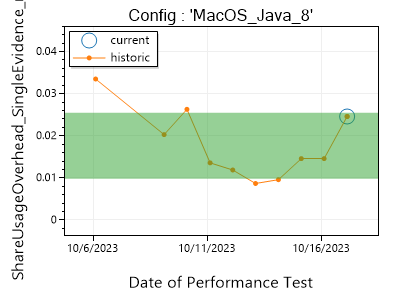 Config : 'MacOS_Java_8'
ShareUsageOverhead_SingleEvidence_
current
historic
0.04
0.03
0.02
0.01
0
10/6/2023
10/11/2023
10/16/2023
Date of Performance Test